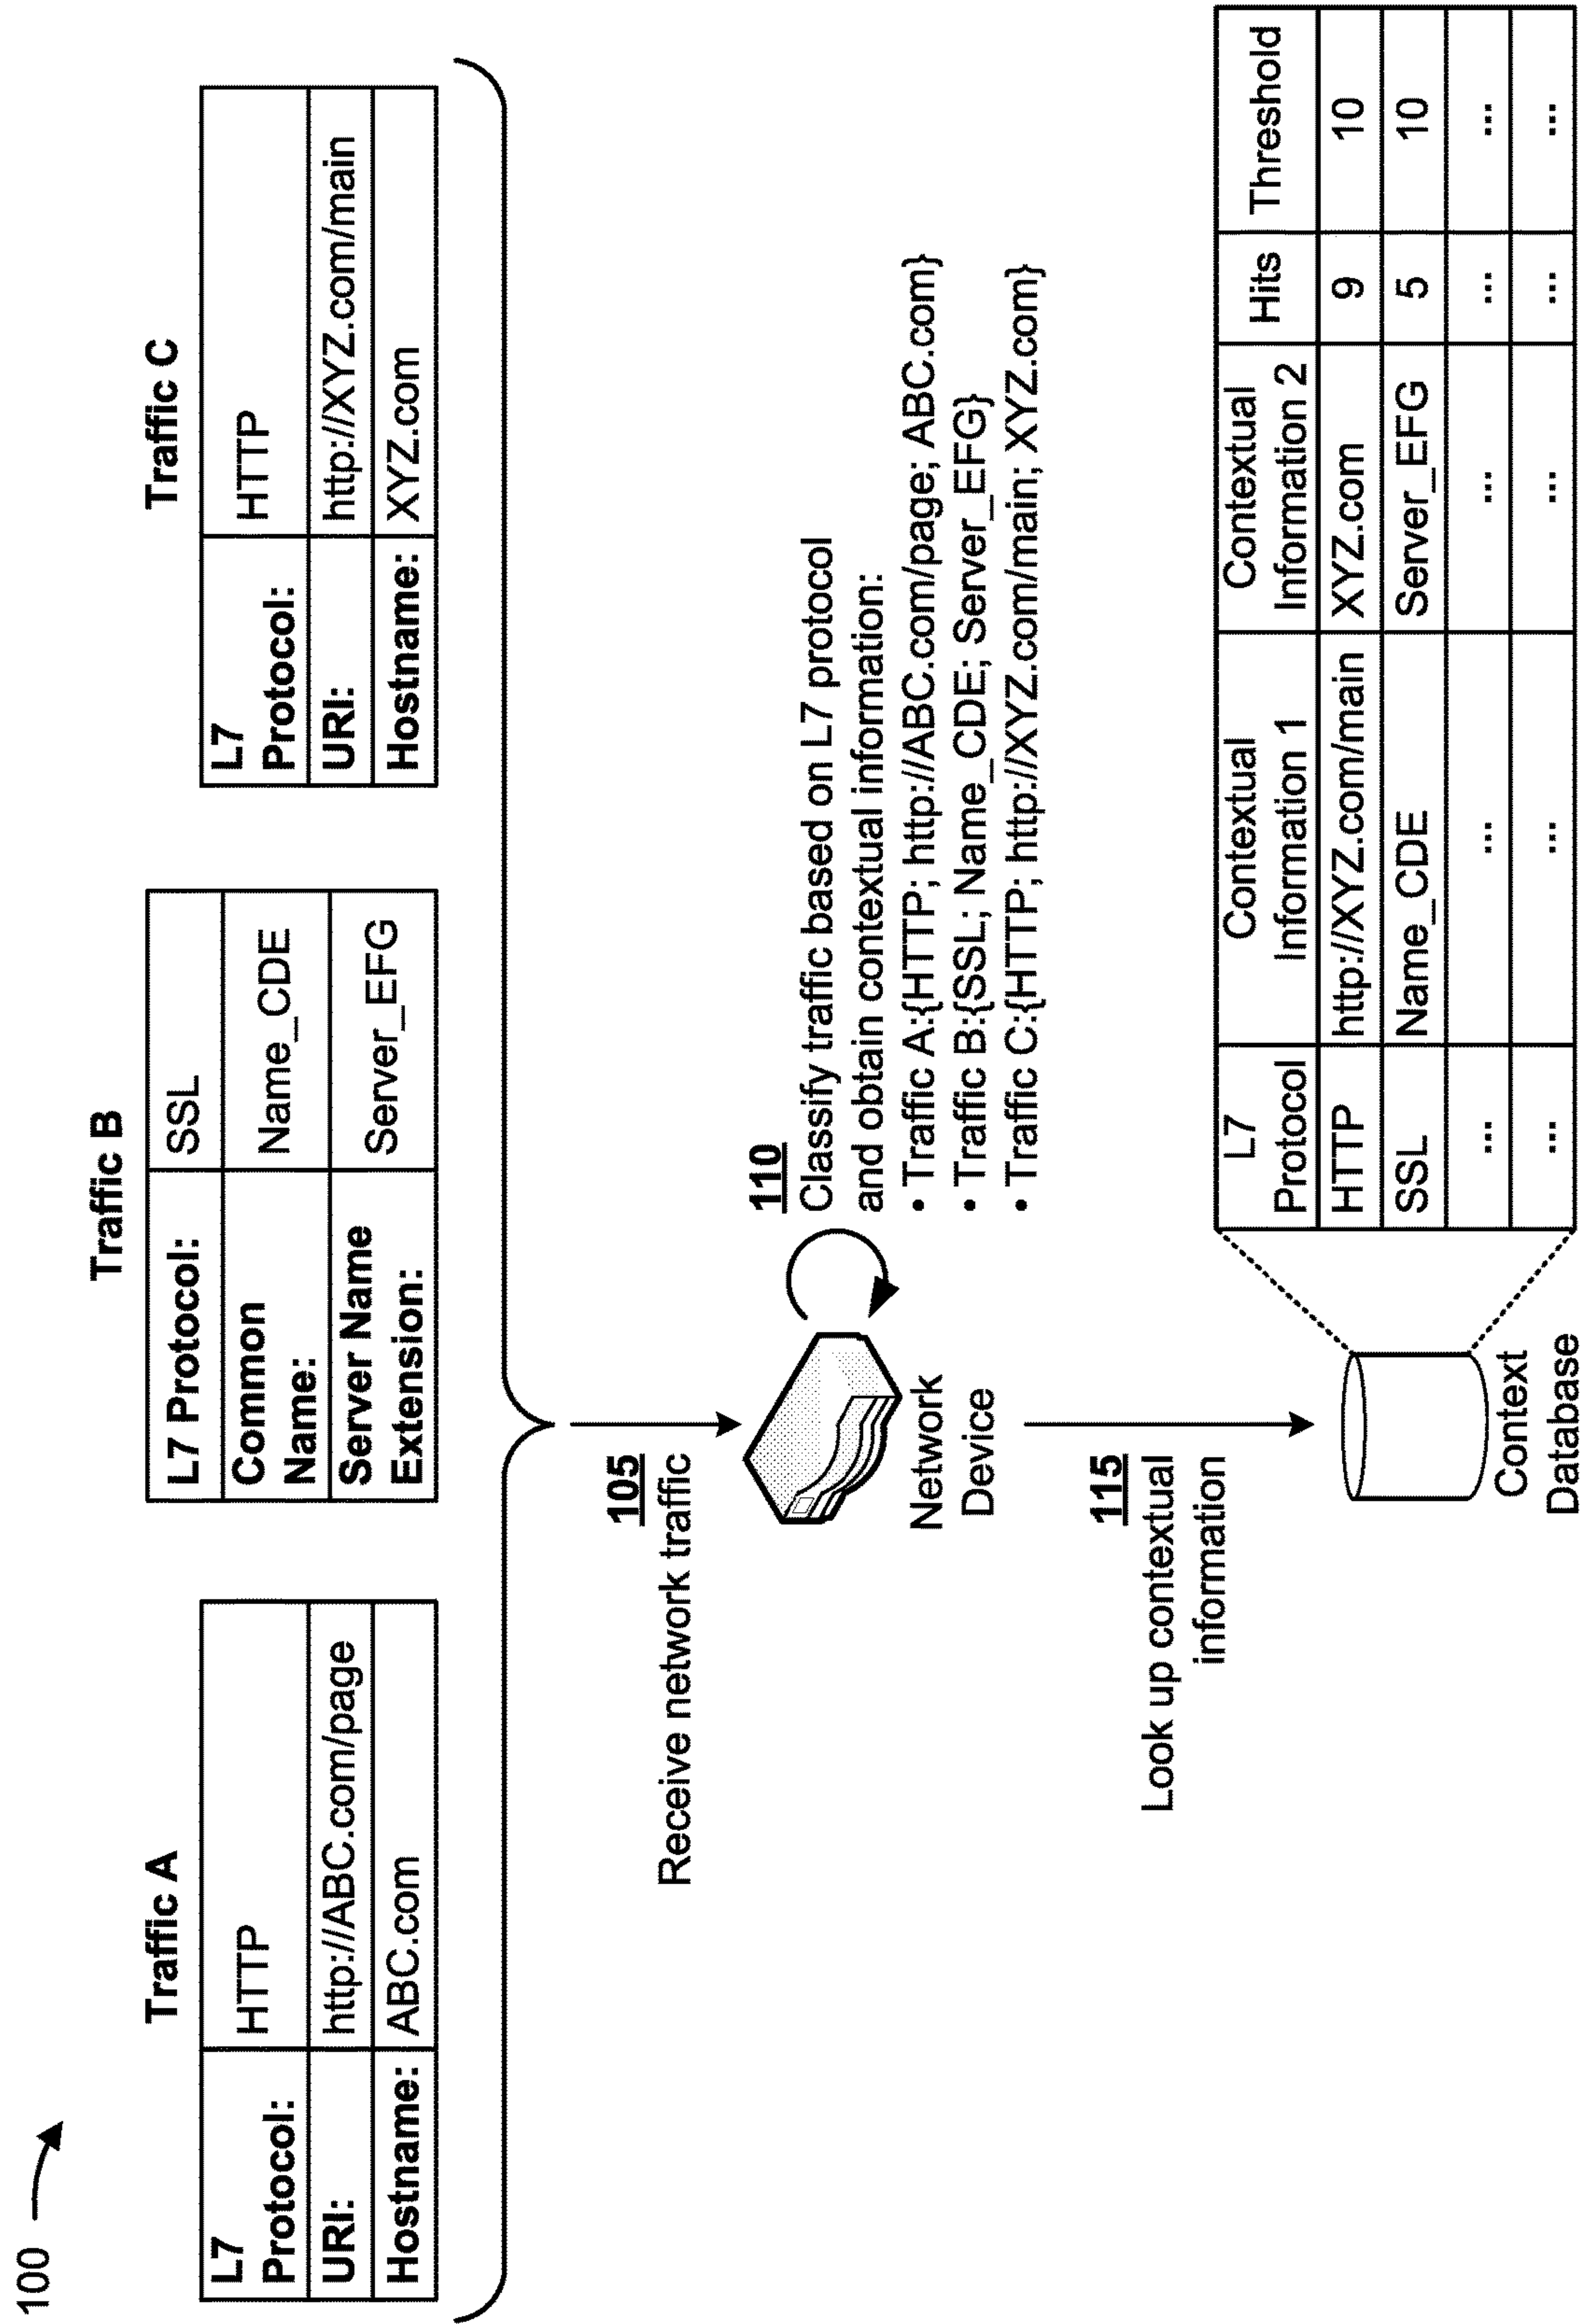 100
Traffic A
L7
Protocol:
HTTP
URI:
http://ABC.com/page
Hostname:
ABC.com
Traffic B
L7 Protocol:
SSL
Common
Name:
Name_CDE
Server Name
Extension:
Server_EFG
Traffic C
L7
Protocol:
HTTP
URI:
http://XYZ.com/main
Hostname:
XYZ.com
105
Receive network traffic
Network
Device
110
Classify traffic based on L7 protocol
and obtain contextual information:
• Traffic A:{HTTP; http://ABC.com/page; ABC.com}
• Traffic B:{SSL; Name_CDE; Server_EFG}
• Traffic C:{HTTP; http://XYZ.com/main; XYZ.com}
115
Look up contextual
information
Context
Database
L7
Protocol
Contextual
Information 1
Contextual
Information 2
Hits
Threshold
HTTP
http://XYZ.com/main
XYZ.com
9
10
SSL
Name_CDE
Server_EFG
5
10
...
...
...
...
...
...
...
...
...
...